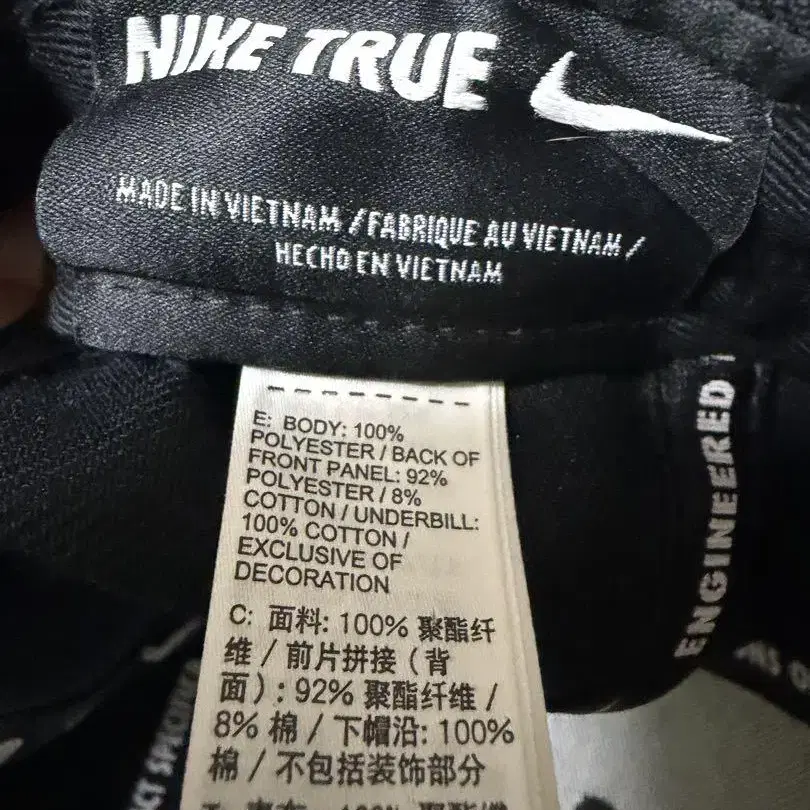 NIKE TRUE
MADE IN VIETNAM / FABRIQUE AU VIETNAM /
HECHO EN VIETNAM
E: BODY: 100%
POLYESTER / BACK OF
FRONT PANEL: 92%
POLYESTER / 8%
COTTON / UNDERBILL:
100% COTTON /
EXCLUSIVE OF
DECORATION
C: 面料: 100% 聚酯纤
维 / 前片拼接 (背
面) : 92% 聚酯纤维 /
8% 棉 / 下帽沿: 100%
棉 / 不包括装饰部分
ENGINEERED